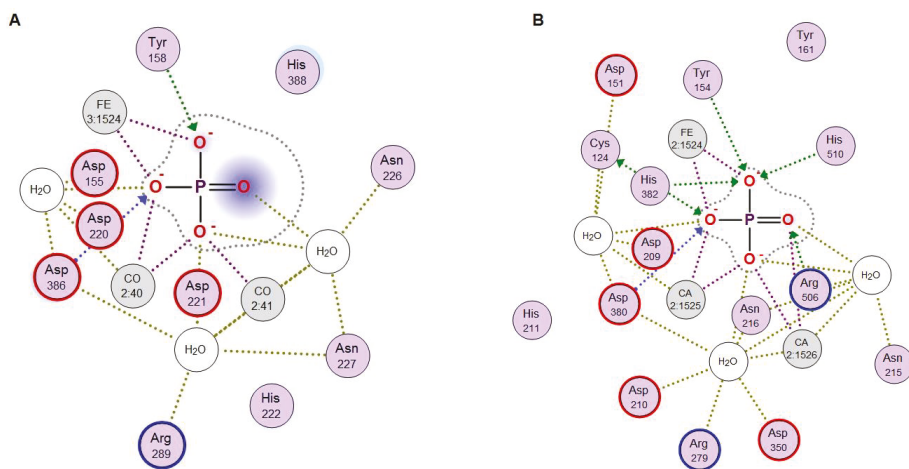 A
Tyr
158
His
388
FE
3:1524
O-
Asn
226
Asp
155
H₂O
O-
P
O
Asp
220
O-
H₂O
Asp
386
CO
2:40
Asp
221
CO
2:41
H₂O
Asn
227
His
222
Arg
289
B
Tyr
161
Asp
151
Tyr
154
Cys
124
FE
2:1524
His
510
His
382
O-
O-
P
O
H₂O
Asp
209
O-
H₂O
Asp
380
CA
2:1525
Arg
506
Asn
216
His
211
CA
2:1526
H₂O
Asn
215
Asp
210
Arg
279
Asp
350